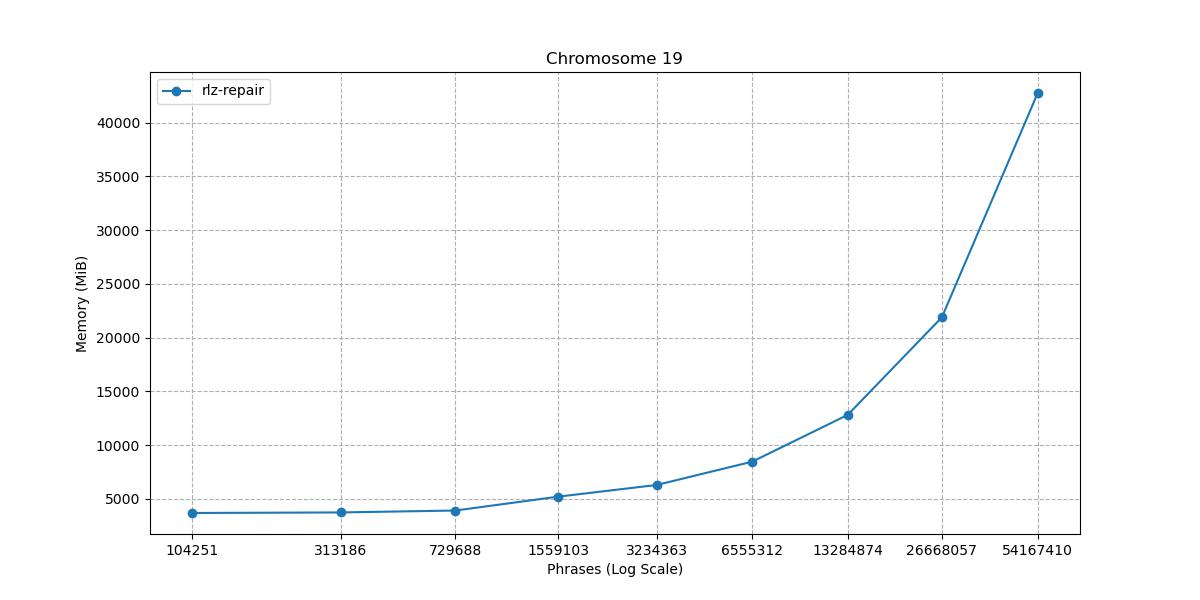 Chromosome 19
rlz-repair
40000
35000
30000
25000
20000
15000
10000
5000
Memory (MiB)
104251 313186 729688 1559103 3234363 6555312 13284874 26668057 54167410
Phrases (Log Scale)